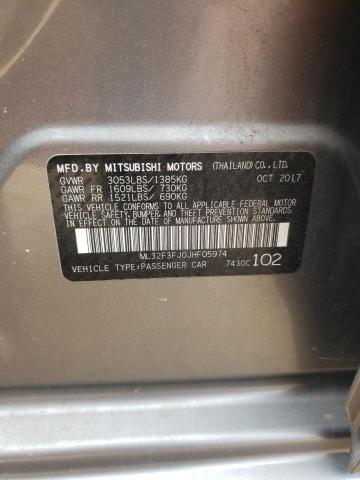 MFD.BY MITSUBISHI MOTORS (THAILAND)CO.,LTD.
GVWR 3053LBS/1385KG OCT 2017
GAWR FR 1609LBS/ 730KG
GAWR RR 1521LBS/ 690KG
THIS VEHICLE CONFORMS TO ALL APPLICABLE FEDERAL MOTOR
VEHICLE SAFETY, BUMPER, AND THEFT PREVENTION STANDARDS
IN EFFECT ON THE DATE OF MANUFACTURE SHOWN ABOVE.
ML32F3FJ0JHF05974
VEHICLE TYPE:PASSENGER CAR 7430C 102